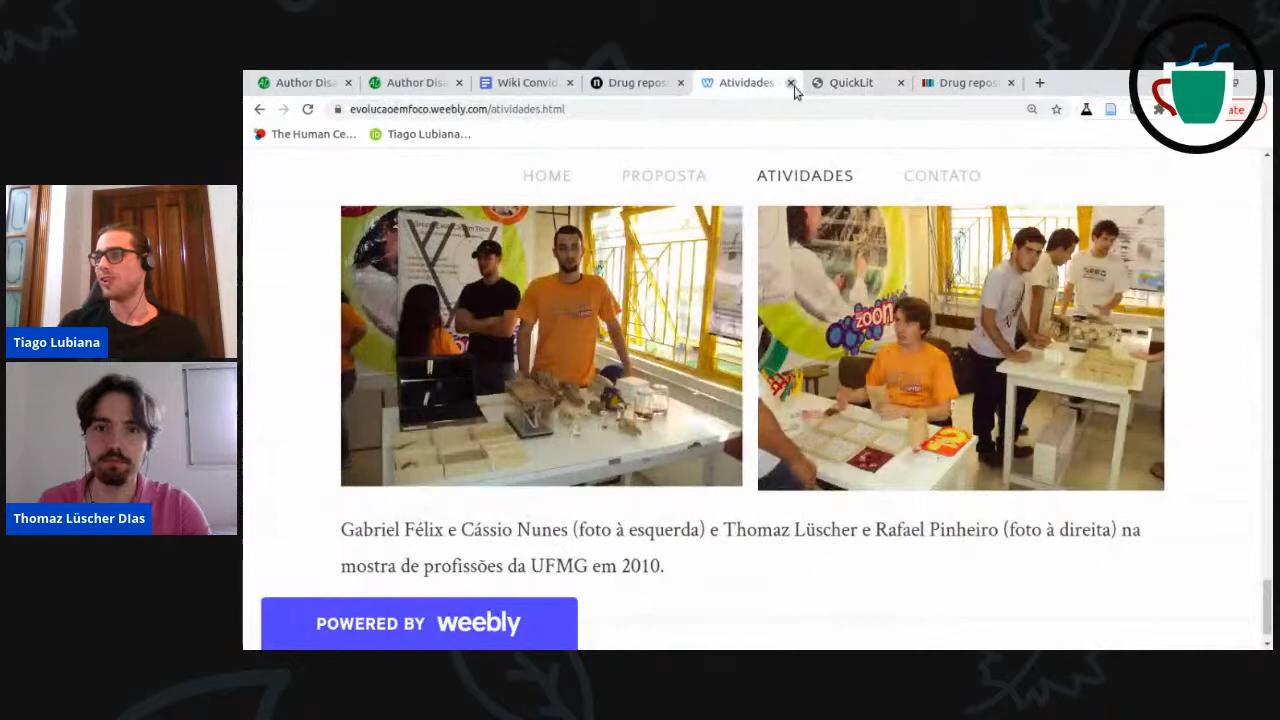 Author Disa
Author Disa
Wiki Convid
Drug repos
Atividades
QuickLit
Drug repos
evolucaoemfoco.weebly.com/atividades.html
The Human Ce...
Tiago Lubiana...
HOME
PROPOSTA
ATIVIDADES
CONTATO
zoom
Tiago Lubiana
Thomaz Lüscher DIas
Gabriel Félix e Cássio Nunes (foto à esquerda) e Thomaz Lüscher e Rafael Pinheiro (foto à direita) na
mostra de profissões da UFMG em 2010.
POWERED BY weebly